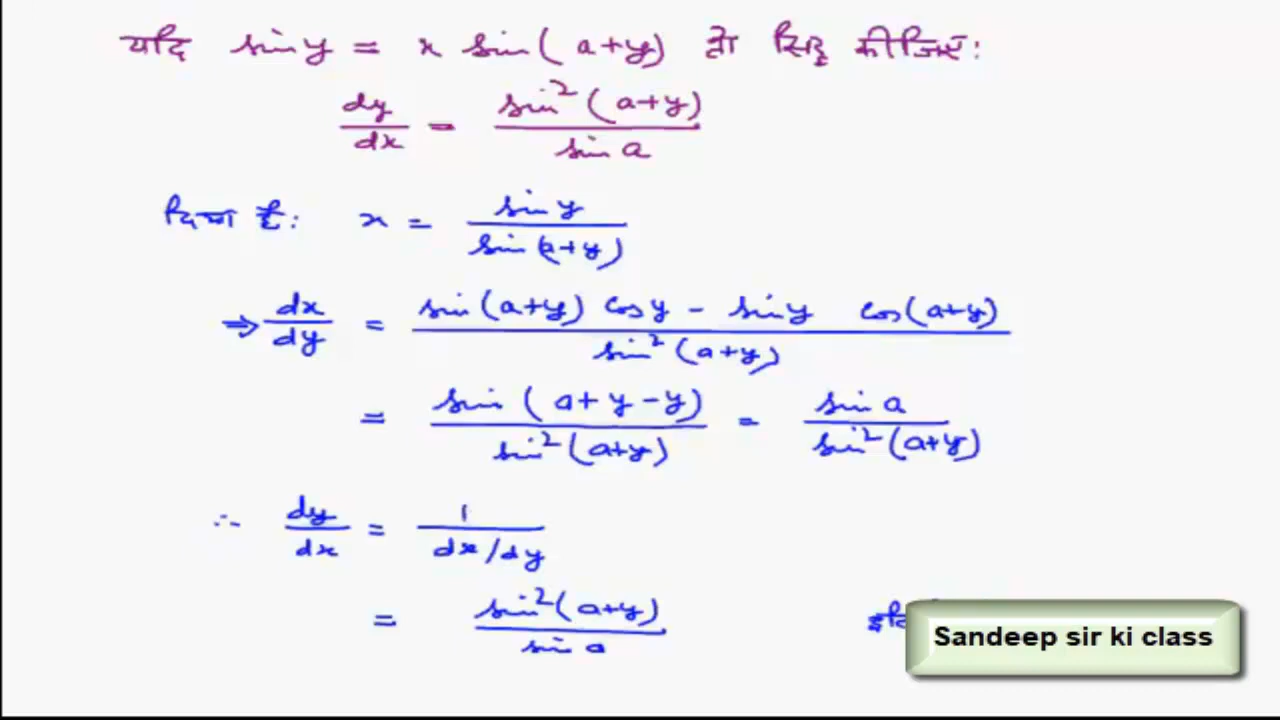 यदि sin y = x sin(a+y) तो सिद्ध कीजिए:
dy/dx = sin²(a+y)/sin a
दिया है: x = sin y/sin(a+y)
⇒ dx/dy = sin(a+y) cos y - sin y cos(a+y)/sin²(a+y)
= sin(a+y-y)/sin²(a+y) = sin a/sin²(a+y)
∴ dy/dx = 1/dx/dy
= sin²(a+y)/sin a
Sandeep sir ki class